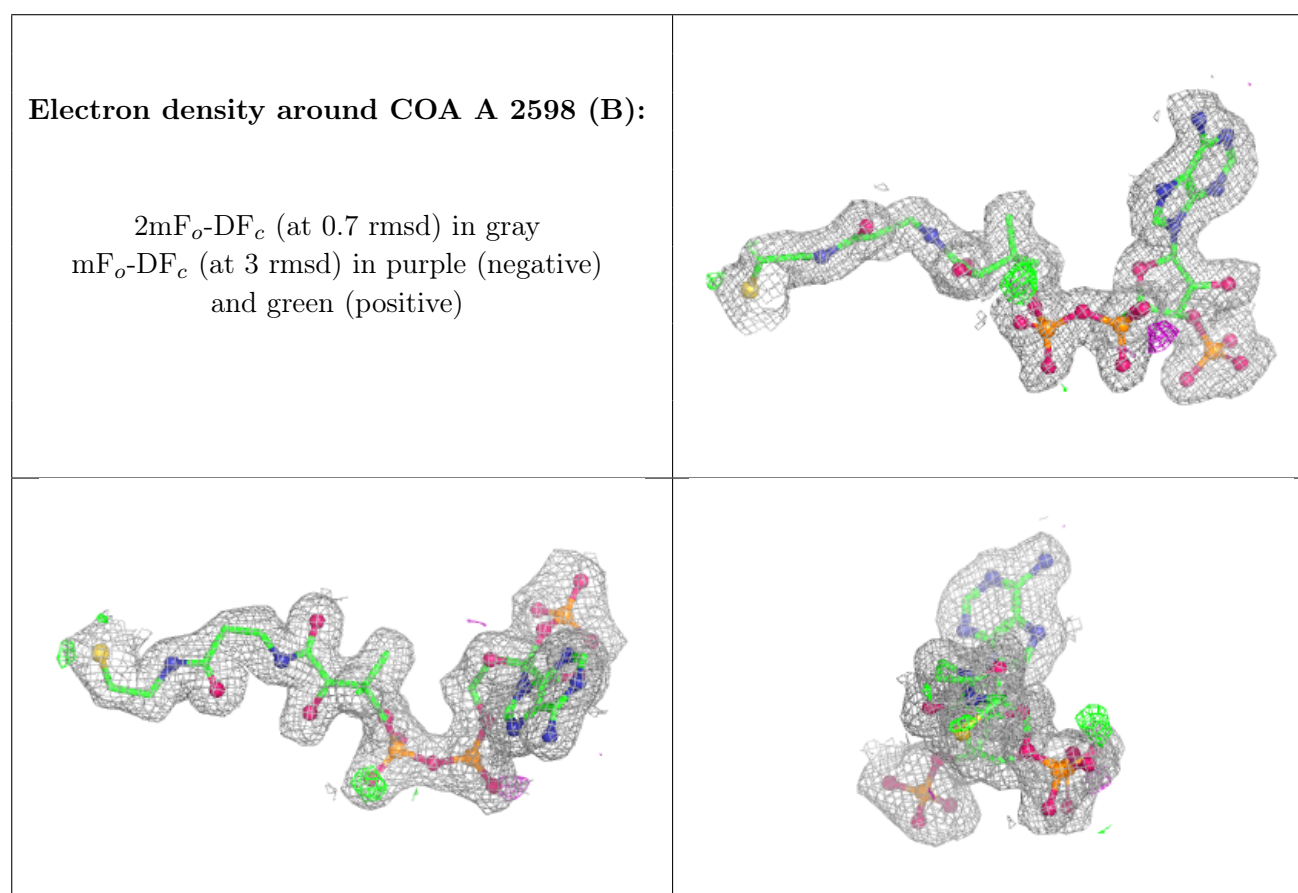 Electron density around COA A 2598 (B):
2mFo-DFc (at 0.7 rmsd) in gray
mFo-DFc (at 3 rmsd) in purple (negative)
and green (positive)